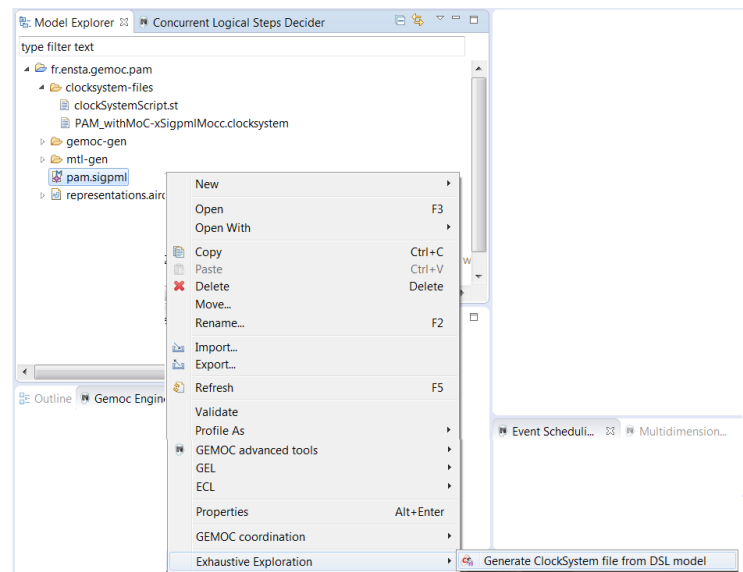 Model Explorer
Concurrent Logical Steps Decider
type filter text
fr.ensta.gemoc.pam
clocksystem-files
clockSystemScript.st
PAM_withMoC-xSigpmlMocc.clocksystem
gemoc-gen
mtl-gen
pam.sigpml
representations.aird
New
Open F3
Open With
Copy Ctrl+C
Paste Ctrl+V
Delete Delete
Move...
Rename... F2
Import...
Export...
Refresh F5
Validate
Profile As
GEMOC advanced tools
GEL
ECL
Properties Alt+Enter
GEMOC coordination
Exhaustive Exploration
Generate ClockSystem file from DSL model
Outline
Gemoc Engin
Event Scheduli...
Multidimension...